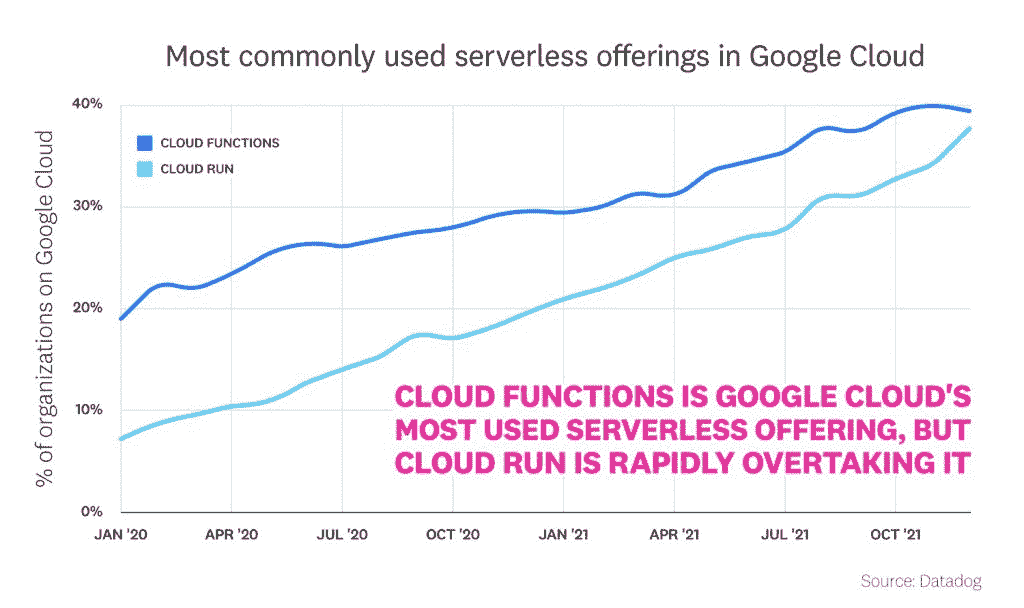 Most commonly used serverless offerings in Google Cloud
% of organizations on Google Cloud
40%
30%
20%
10%
0%
CLOUD FUNCTIONS
CLOUD RUN
CLOUD FUNCTIONS IS GOOGLE CLOUD'S
MOST USED SERVERLESS OFFERING, BUT
CLOUD RUN IS RAPIDLY OVERTAKING IT
JAN '20 APR '20 JUL '20 OCT '20 JAN '21 APR '21 JUL '21 OCT '21
Source: Datadog